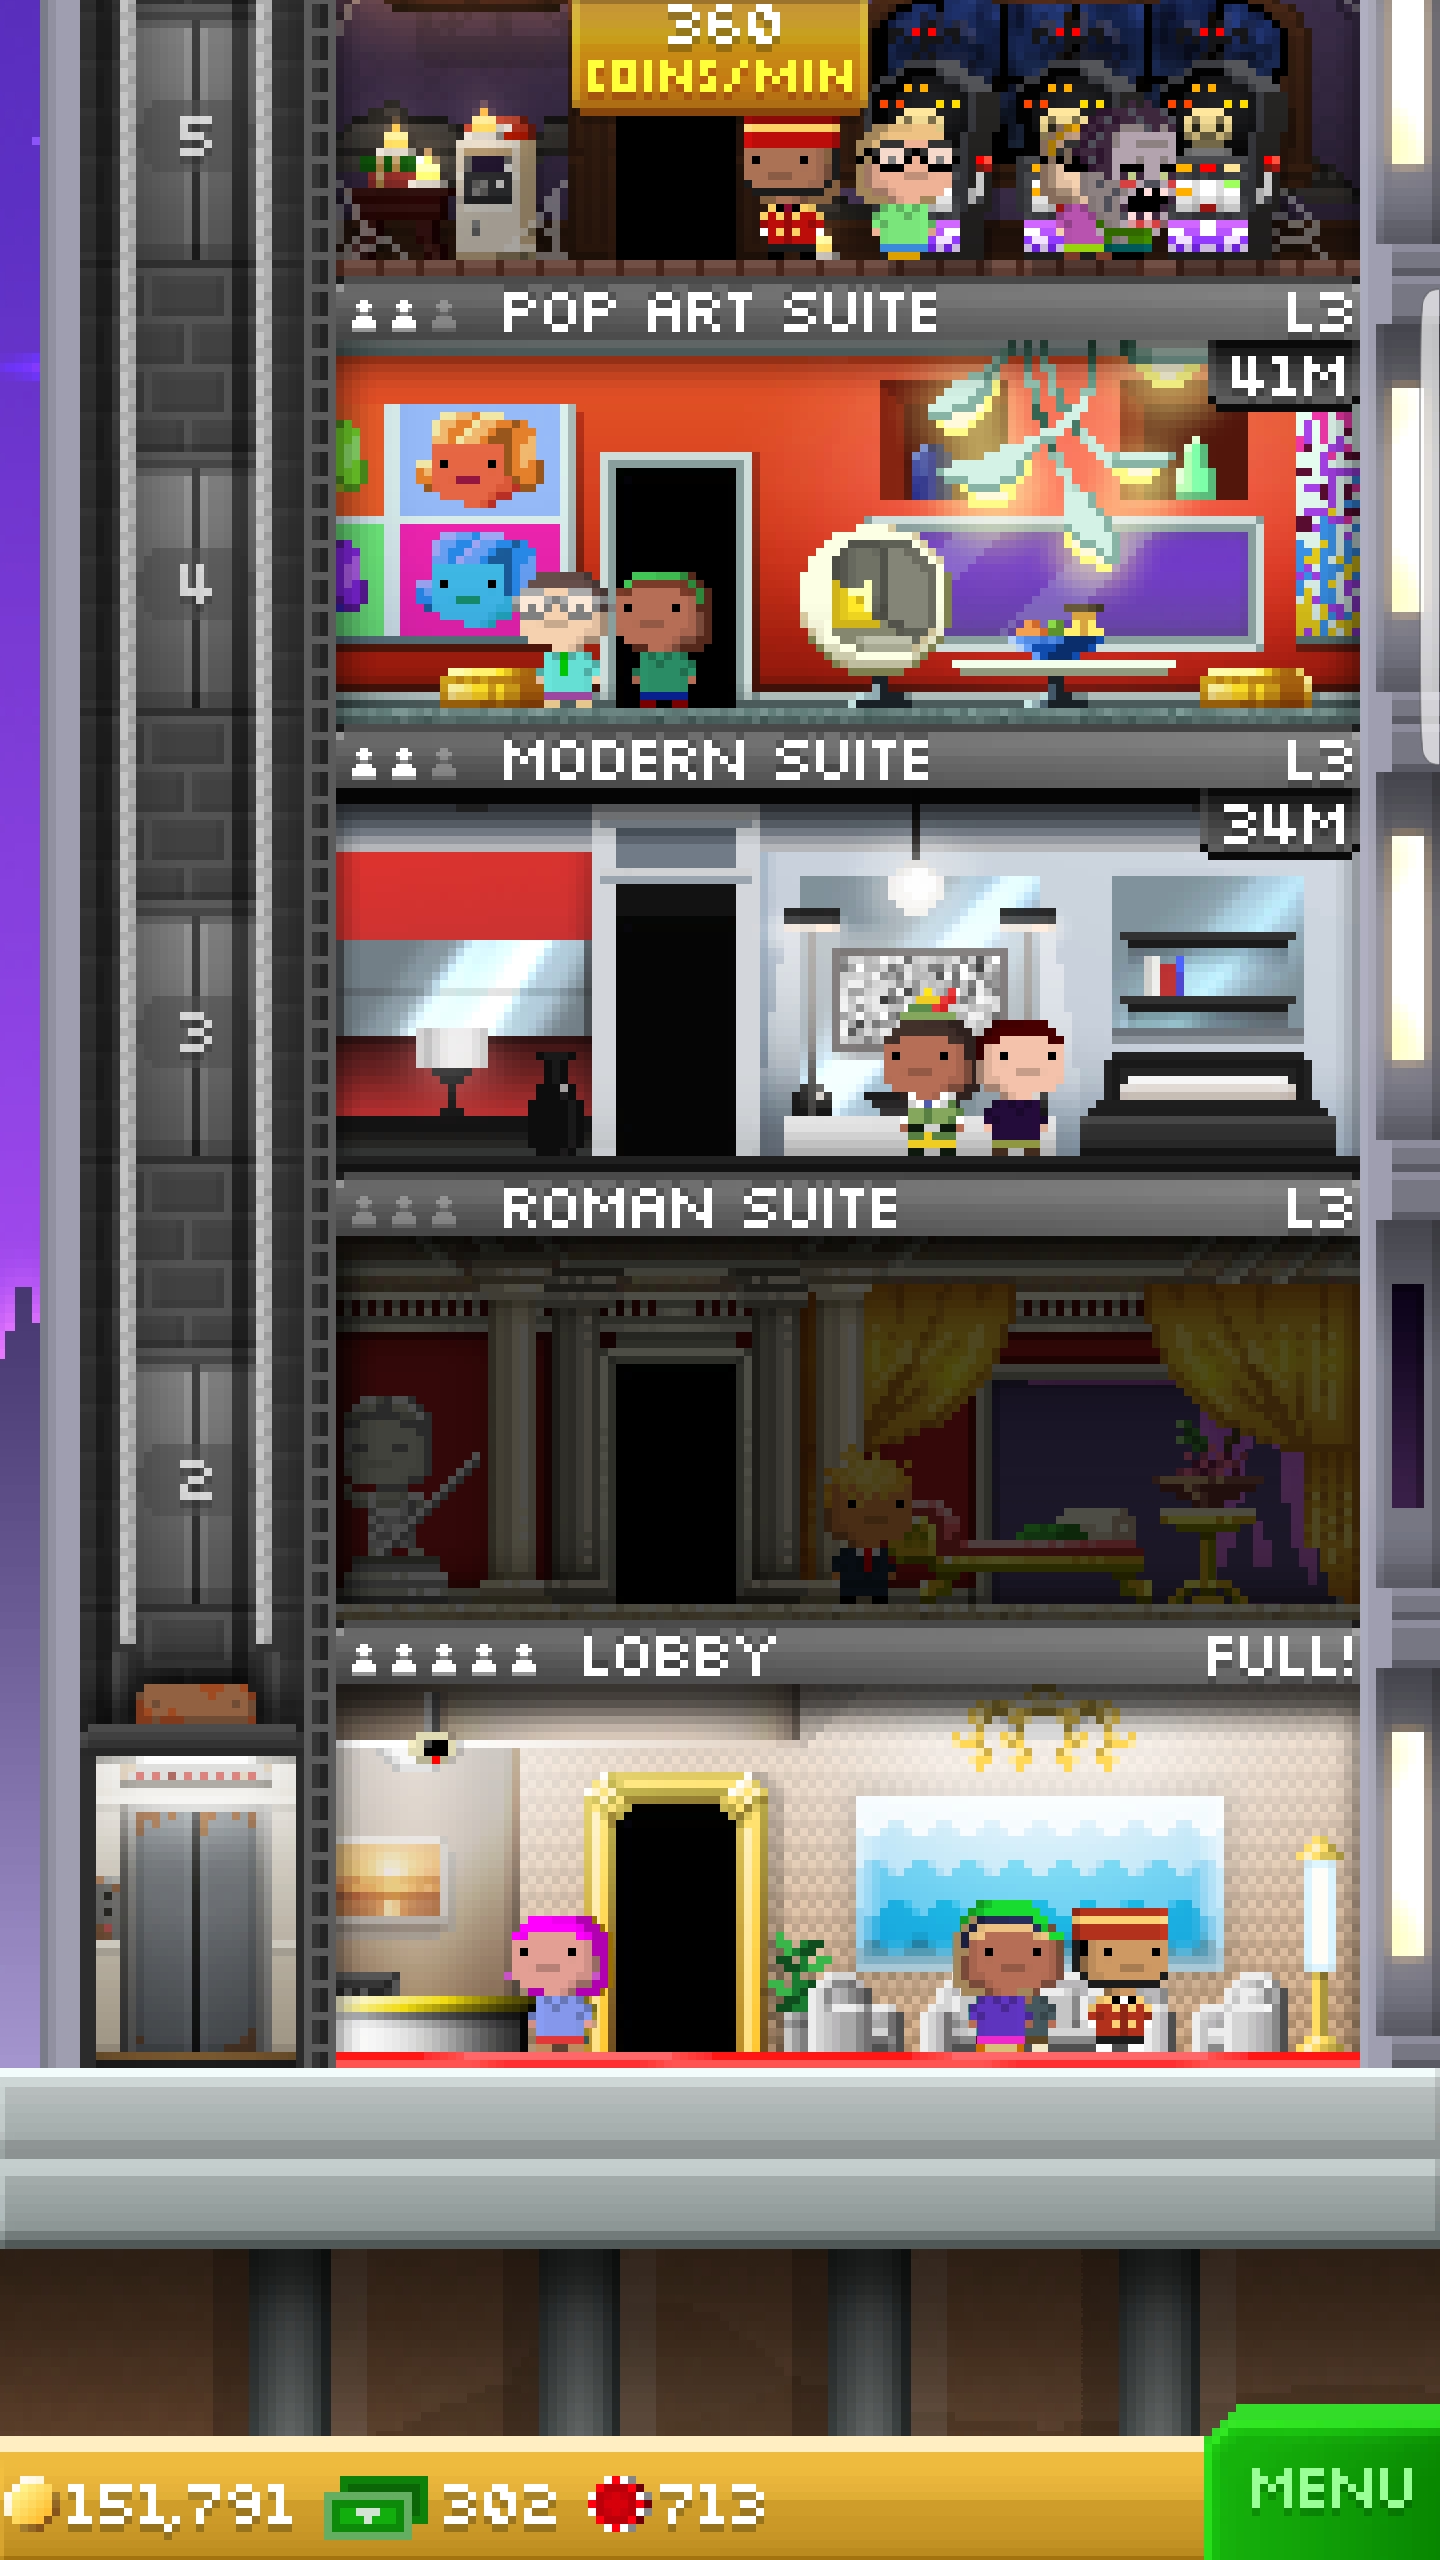 360
COINS/MIN
5
POP ART SUITE L3
41M
4
MODERN SUITE L3
34M
3
ROMAN SUITE L3
2
LOBBY FULL!
151,791 302 713
MENU